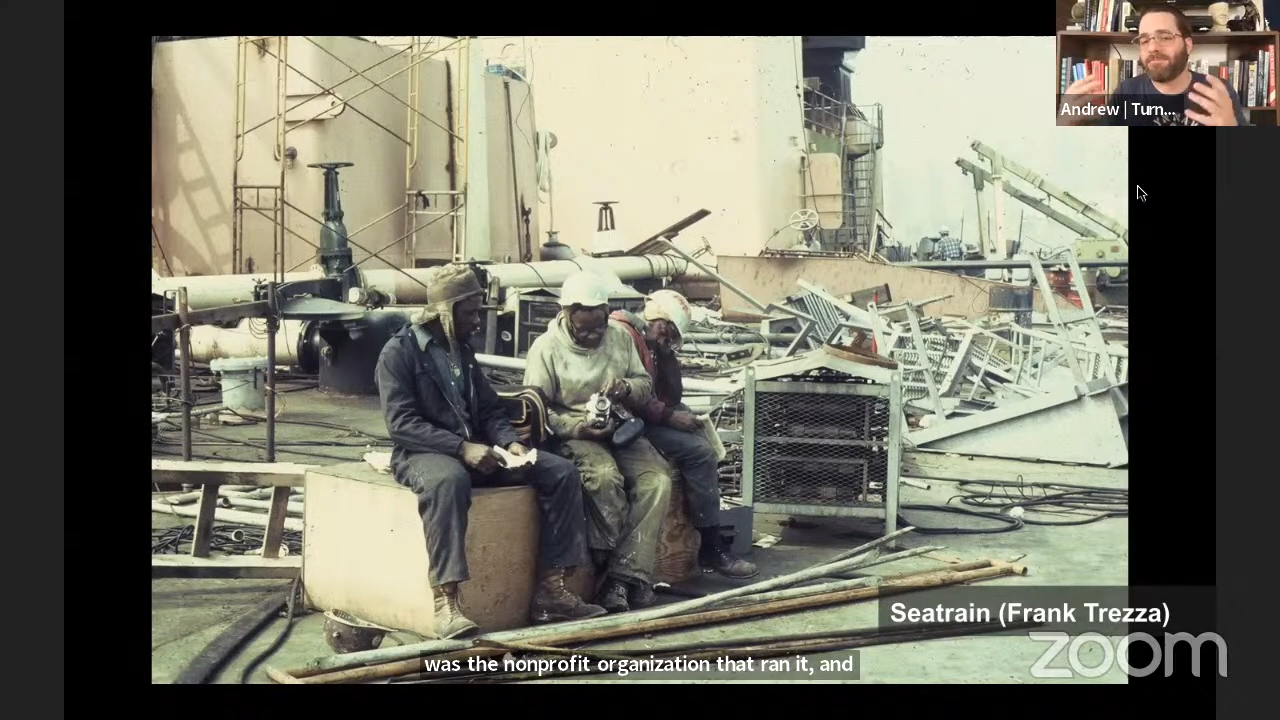 Andrew | Turn...
Seatrain (Frank Trezza)
zoom
was the nonprofit organization that ran it, and